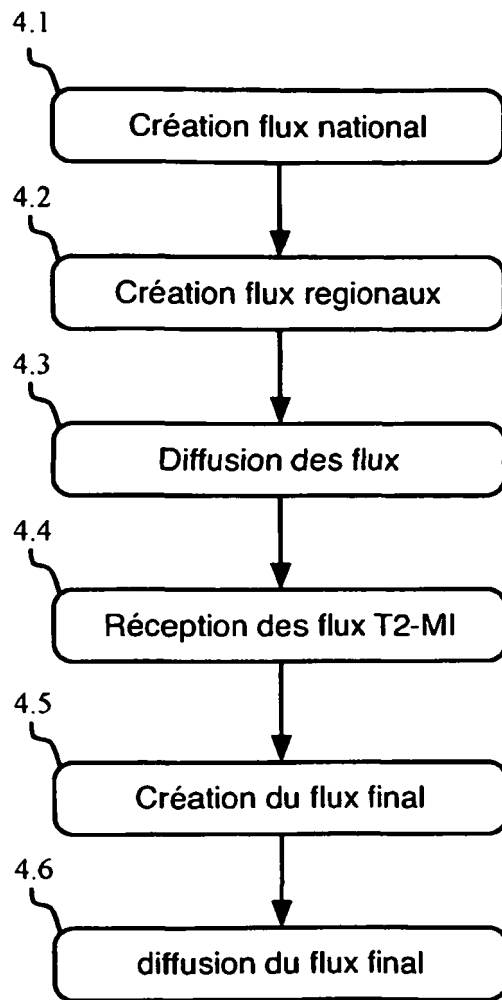 4.1
Création flux national
4.2
Création flux regionaux
4.3
Diffusion des flux
4.4
Réception des flux T2-MI
4.5
Création du flux final
4.6
diffusion du flux final